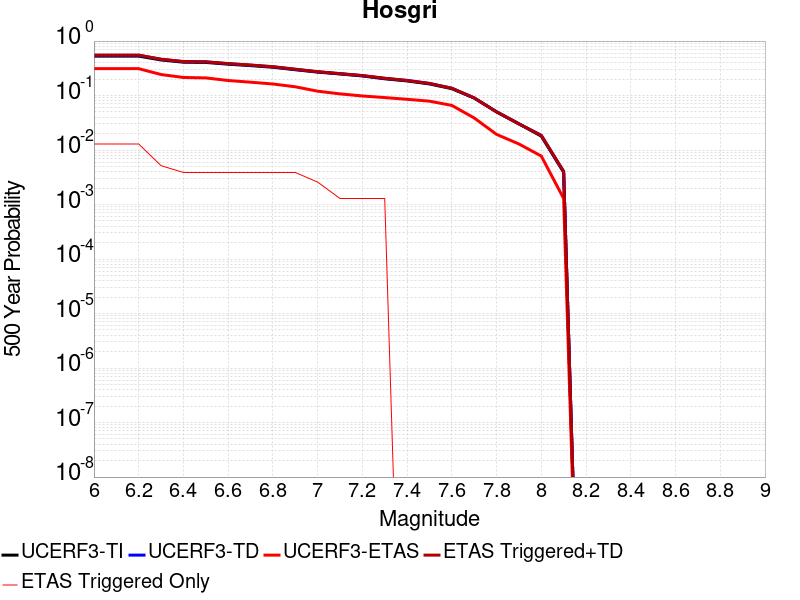 Hosgri
10^0
10^-1
10^-2
10^-3
10^-4
10^-5
10^-6
10^-7
10^-8
500 Year Probability
6 6.2 6.4 6.6 6.8 7 7.2 7.4 7.6 7.8 8 8.2 8.4 8.6 8.8 9
Magnitude
UCERF3-TI UCERF3-TD UCERF3-ETAS ETAS Triggered+TD
ETAS Triggered Only